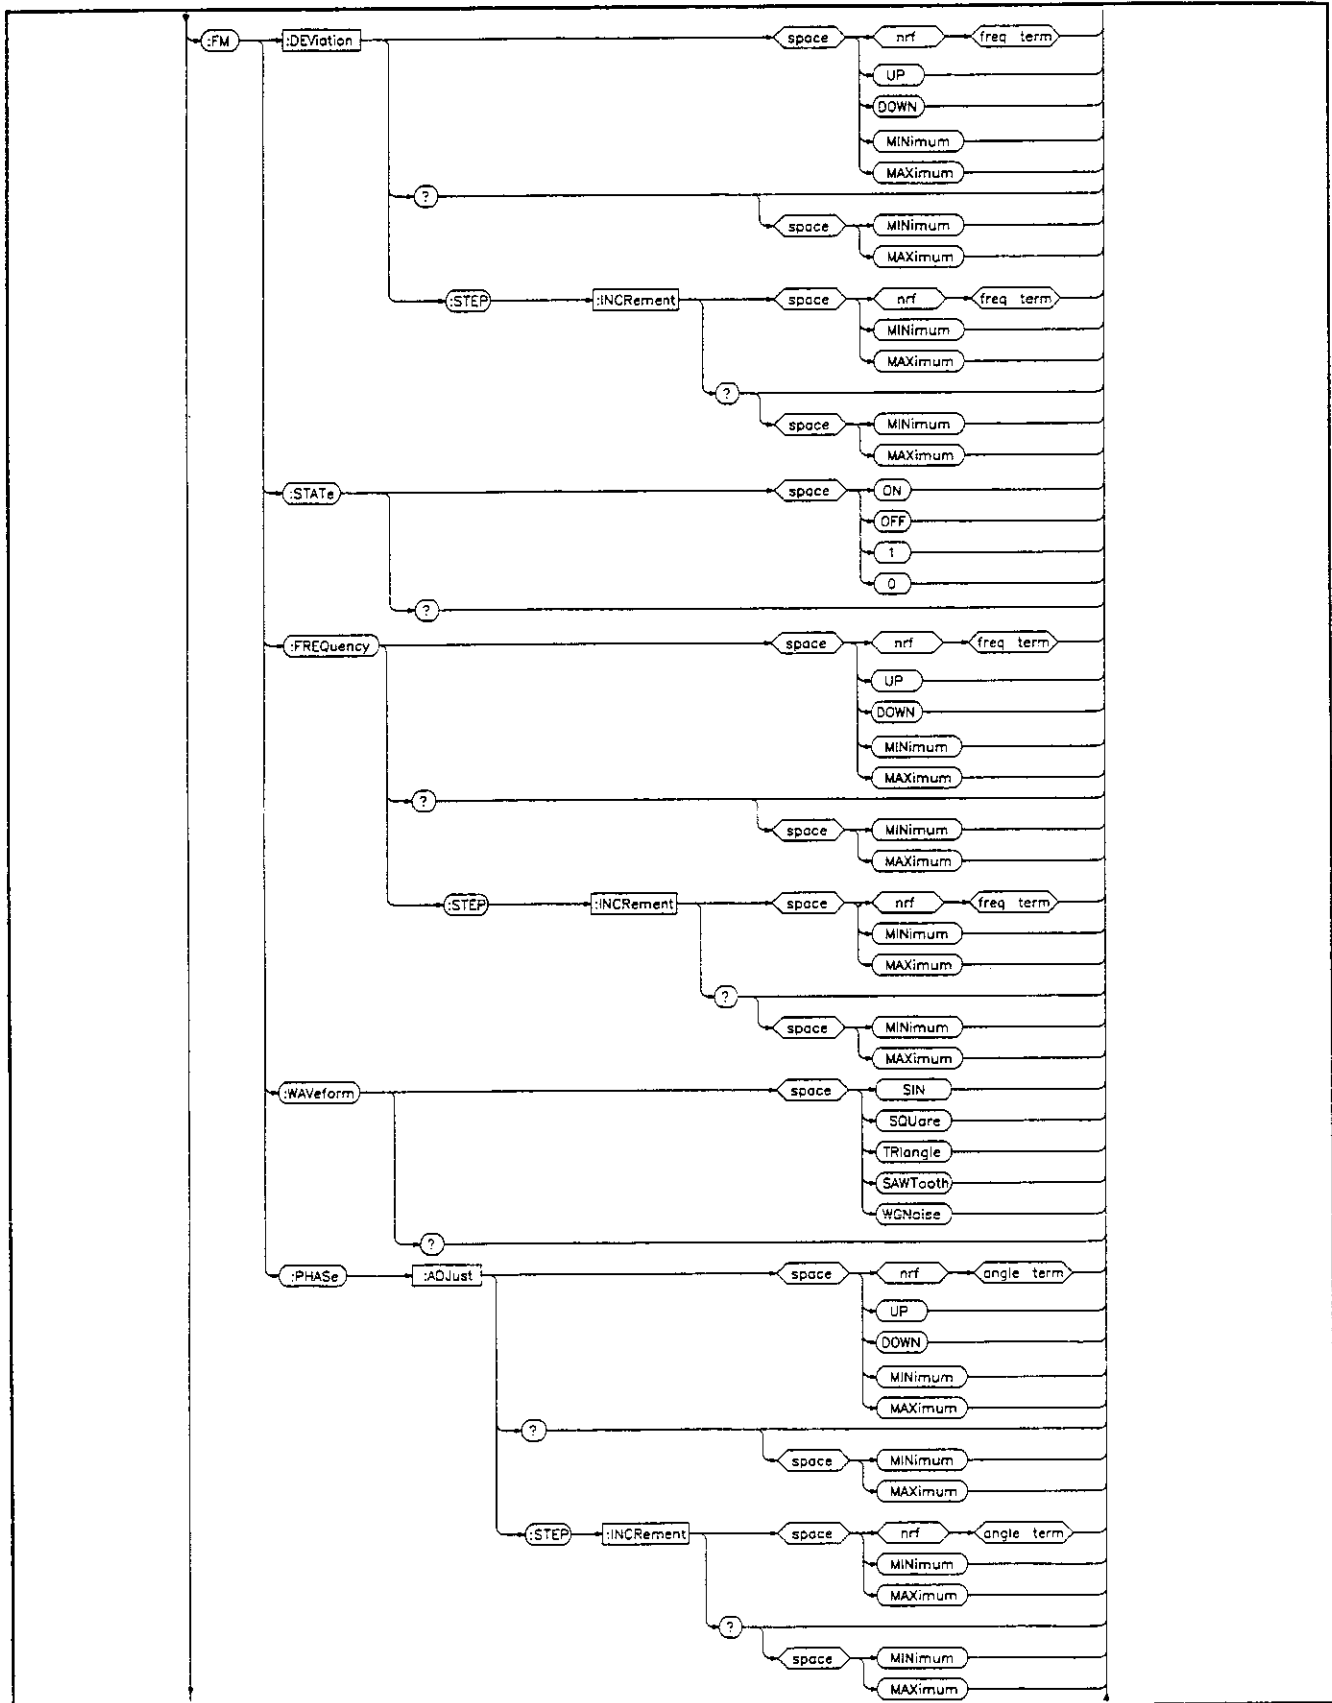 :FM :DEViation space nrf freq term
UP
DOWN
MINimum
MAXimum
?
space MINimum
MAXimum
:STEP :INCRement space nrf freq term
MINimum
MAXimum
?
space MINimum
MAXimum
:STATe space ON
OFF
1
0
?
:FREQuency space nrf freq term
UP
DOWN
MINimum
MAXimum
?
space MINimum
MAXimum
:STEP :INCRement space nrf freq term
MINimum
MAXimum
?
space MINimum
MAXimum
:WAVeform space SIN
SQUare
TRIangle
SAWTooth
WGNoise
?
:PHASe :ADJust space nrf angle term
UP
DOWN
MINimum
MAXimum
?
space MINimum
MAXimum
:STEP :INCRement space nrf angle term
MINimum
MAXimum
?
space MINimum
MAXimum